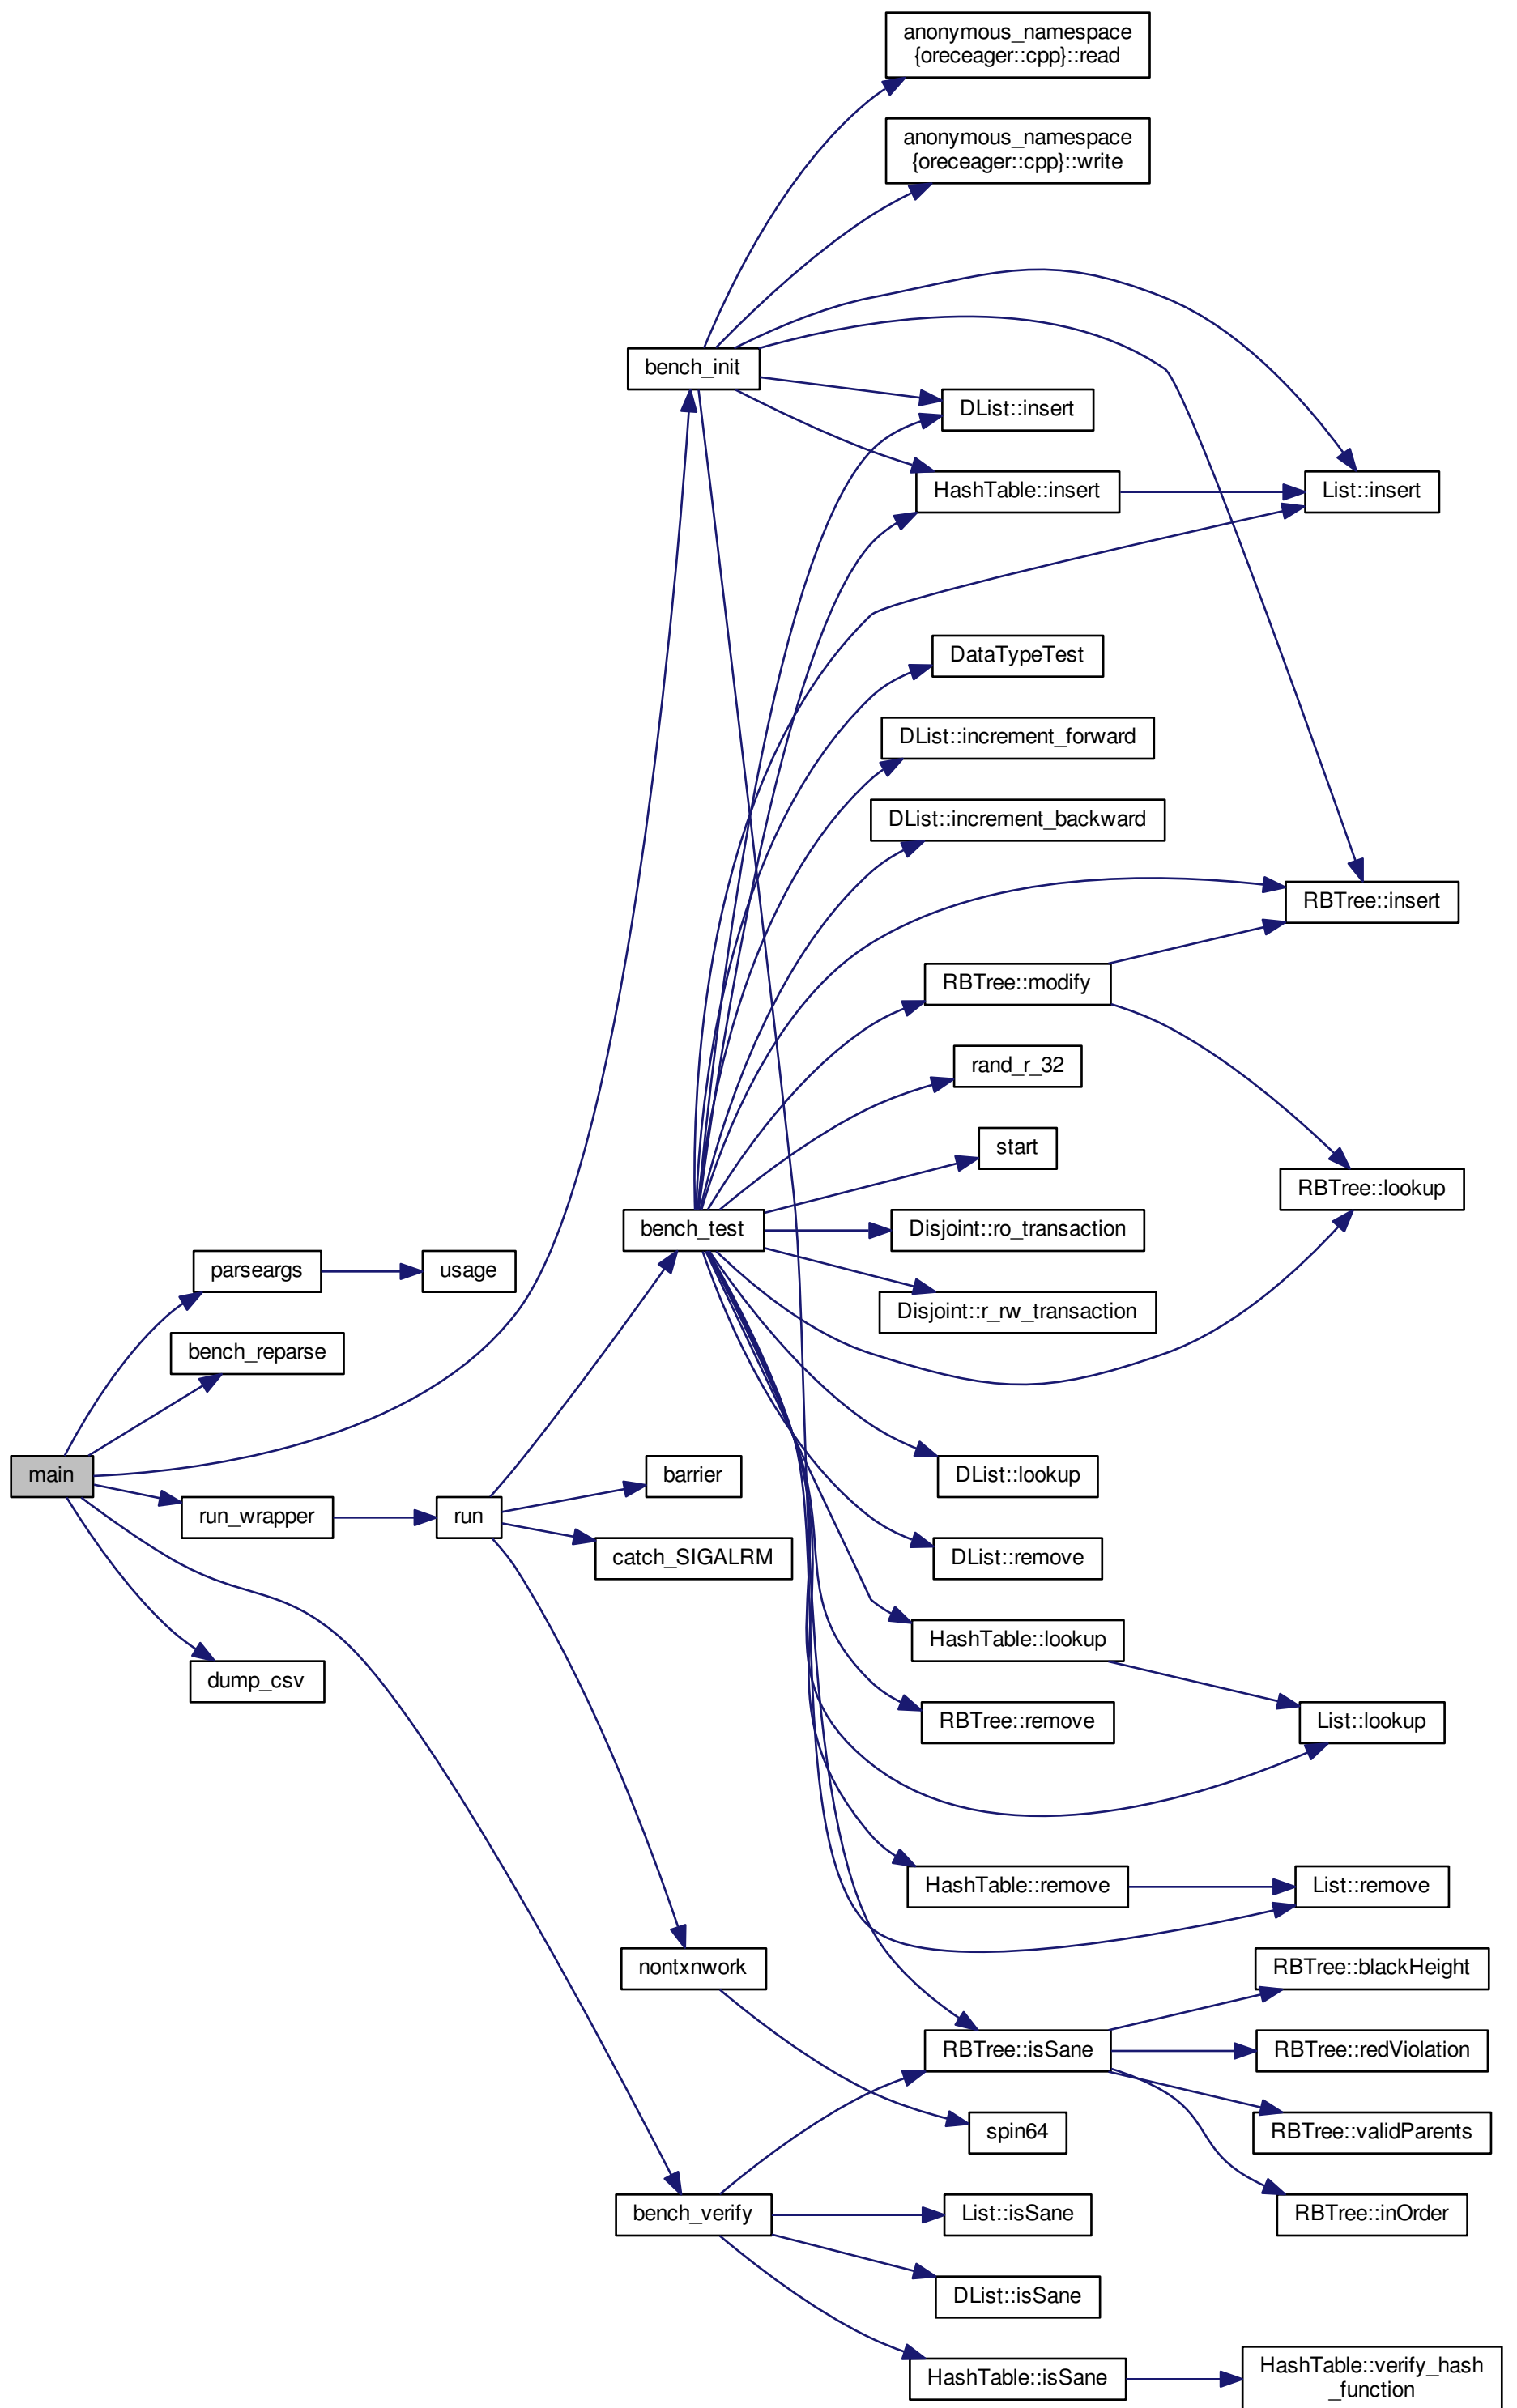 anonymous_namespace
{oreceager::cpp}::read
anonymous_namespace
{oreceager::cpp}::write
bench_init
DList::insert
HashTable::insert
List::insert
DataTypeTest
DList::increment_forward
DList::increment_backward
RBTree::insert
RBTree::modify
rand_r_32
start
RBTree::lookup
bench_test
Disjoint::ro_transaction
parseargs
usage
Disjoint::r_rw_transaction
bench_reparse
main
barrier
DList::lookup
run_wrapper
run
catch_SIGALRM
DList::remove
HashTable::lookup
dump_csv
RBTree::remove
List::lookup
HashTable::remove
List::remove
nontxnwork
RBTree::blackHeight
RBTree::isSane
RBTree::redViolation
spin64
RBTree::validParents
bench_verify
List::isSane
RBTree::inOrder
DList::isSane
HashTable::isSane
HashTable::verify_hash
_function